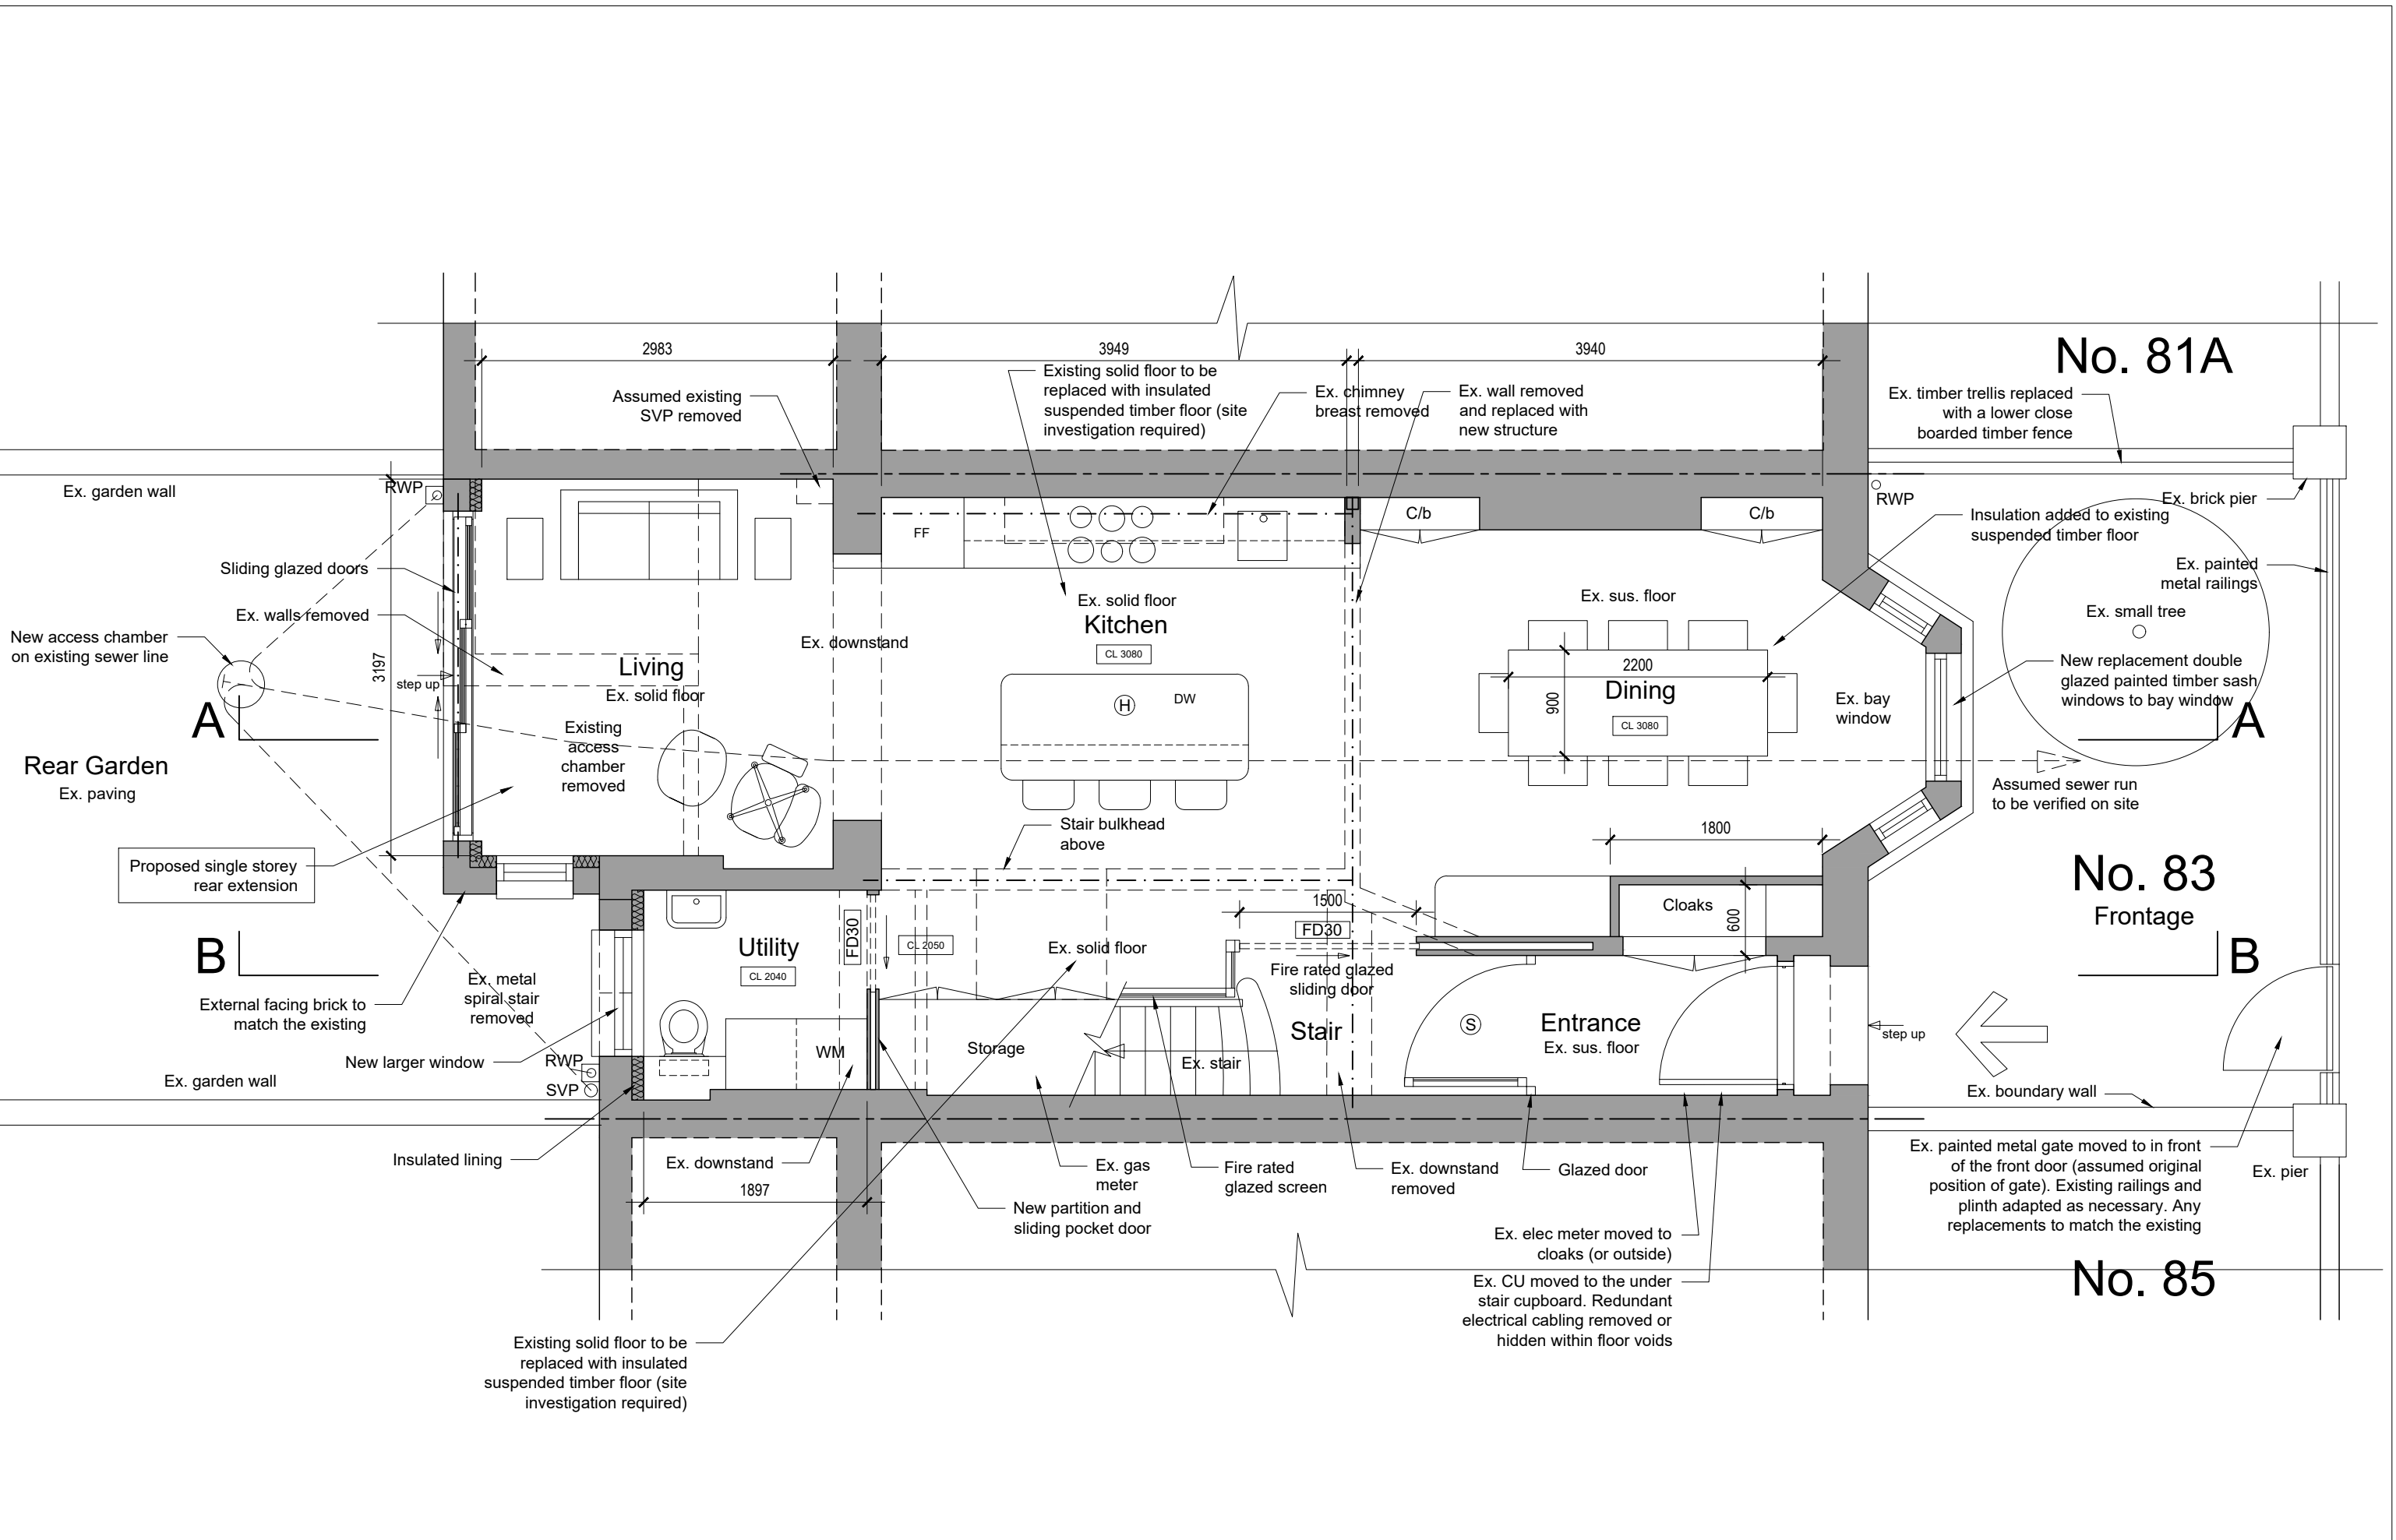 No. 81A
2983
3949
3940
Assumed existing
SVP removed
Existing solid floor to be
replaced with insulated
suspended timber floor (site
investigation required)
Ex. chimney
breast removed
Ex. wall removed
and replaced with
new structure
Ex. timber trellis replaced
with a lower close
boarded timber fence
Ex. garden wall
RWP
FF
C/b
C/b
RWP
Ex. brick pier
Insulation added to existing
suspended timber floor
Sliding glazed doors
Ex. painted
metal railings
Ex. walls removed
Ex. solid floor
Kitchen
CL 3080
Ex. sus. floor
Ex. small tree
New access chamber
on existing sewer line
3197
step up
Living
Ex. solid floor
Ex. downstand
2200
900
Dining
CL 3080
New replacement double
glazed painted timber sash
windows to bay window
H
DW
Ex. bay
window
A
A
Existing
access
chamber
removed
Rear Garden
Ex. paving
Assumed sewer run
to be verified on site
Stair bulkhead
above
1800
Proposed single storey
rear extension
No. 83
Frontage
Cloaks
600
1500
FD30
FD30
Utility
CL 2040
CL 2050
Ex. solid floor
B
B
Ex. metal
spiral stair
removed
Fire rated glazed
sliding door
External facing brick to
match the existing
New larger window
WM
Storage
Ex. stair
Stair
S
Entrance
Ex. sus. floor
step up
RWP
SVP
Ex. garden wall
Ex. boundary wall
Insulated lining
Ex. downstand
1897
Ex. gas
meter
Fire rated
glazed screen
Ex. downstand
removed
Glazed door
Ex. painted metal gate moved to in front
of the front door (assumed original
position of gate). Existing railings and
plinth adapted as necessary. Any
replacements to match the existing
Ex. pier
New partition and
sliding pocket door
Ex. elec meter moved to
cloaks (or outside)
Ex. CU moved to the under
stair cupboard. Redundant
electrical cabling removed or
hidden within floor voids
No. 85
Existing solid floor to be
replaced with insulated
suspended timber floor (site
investigation required)